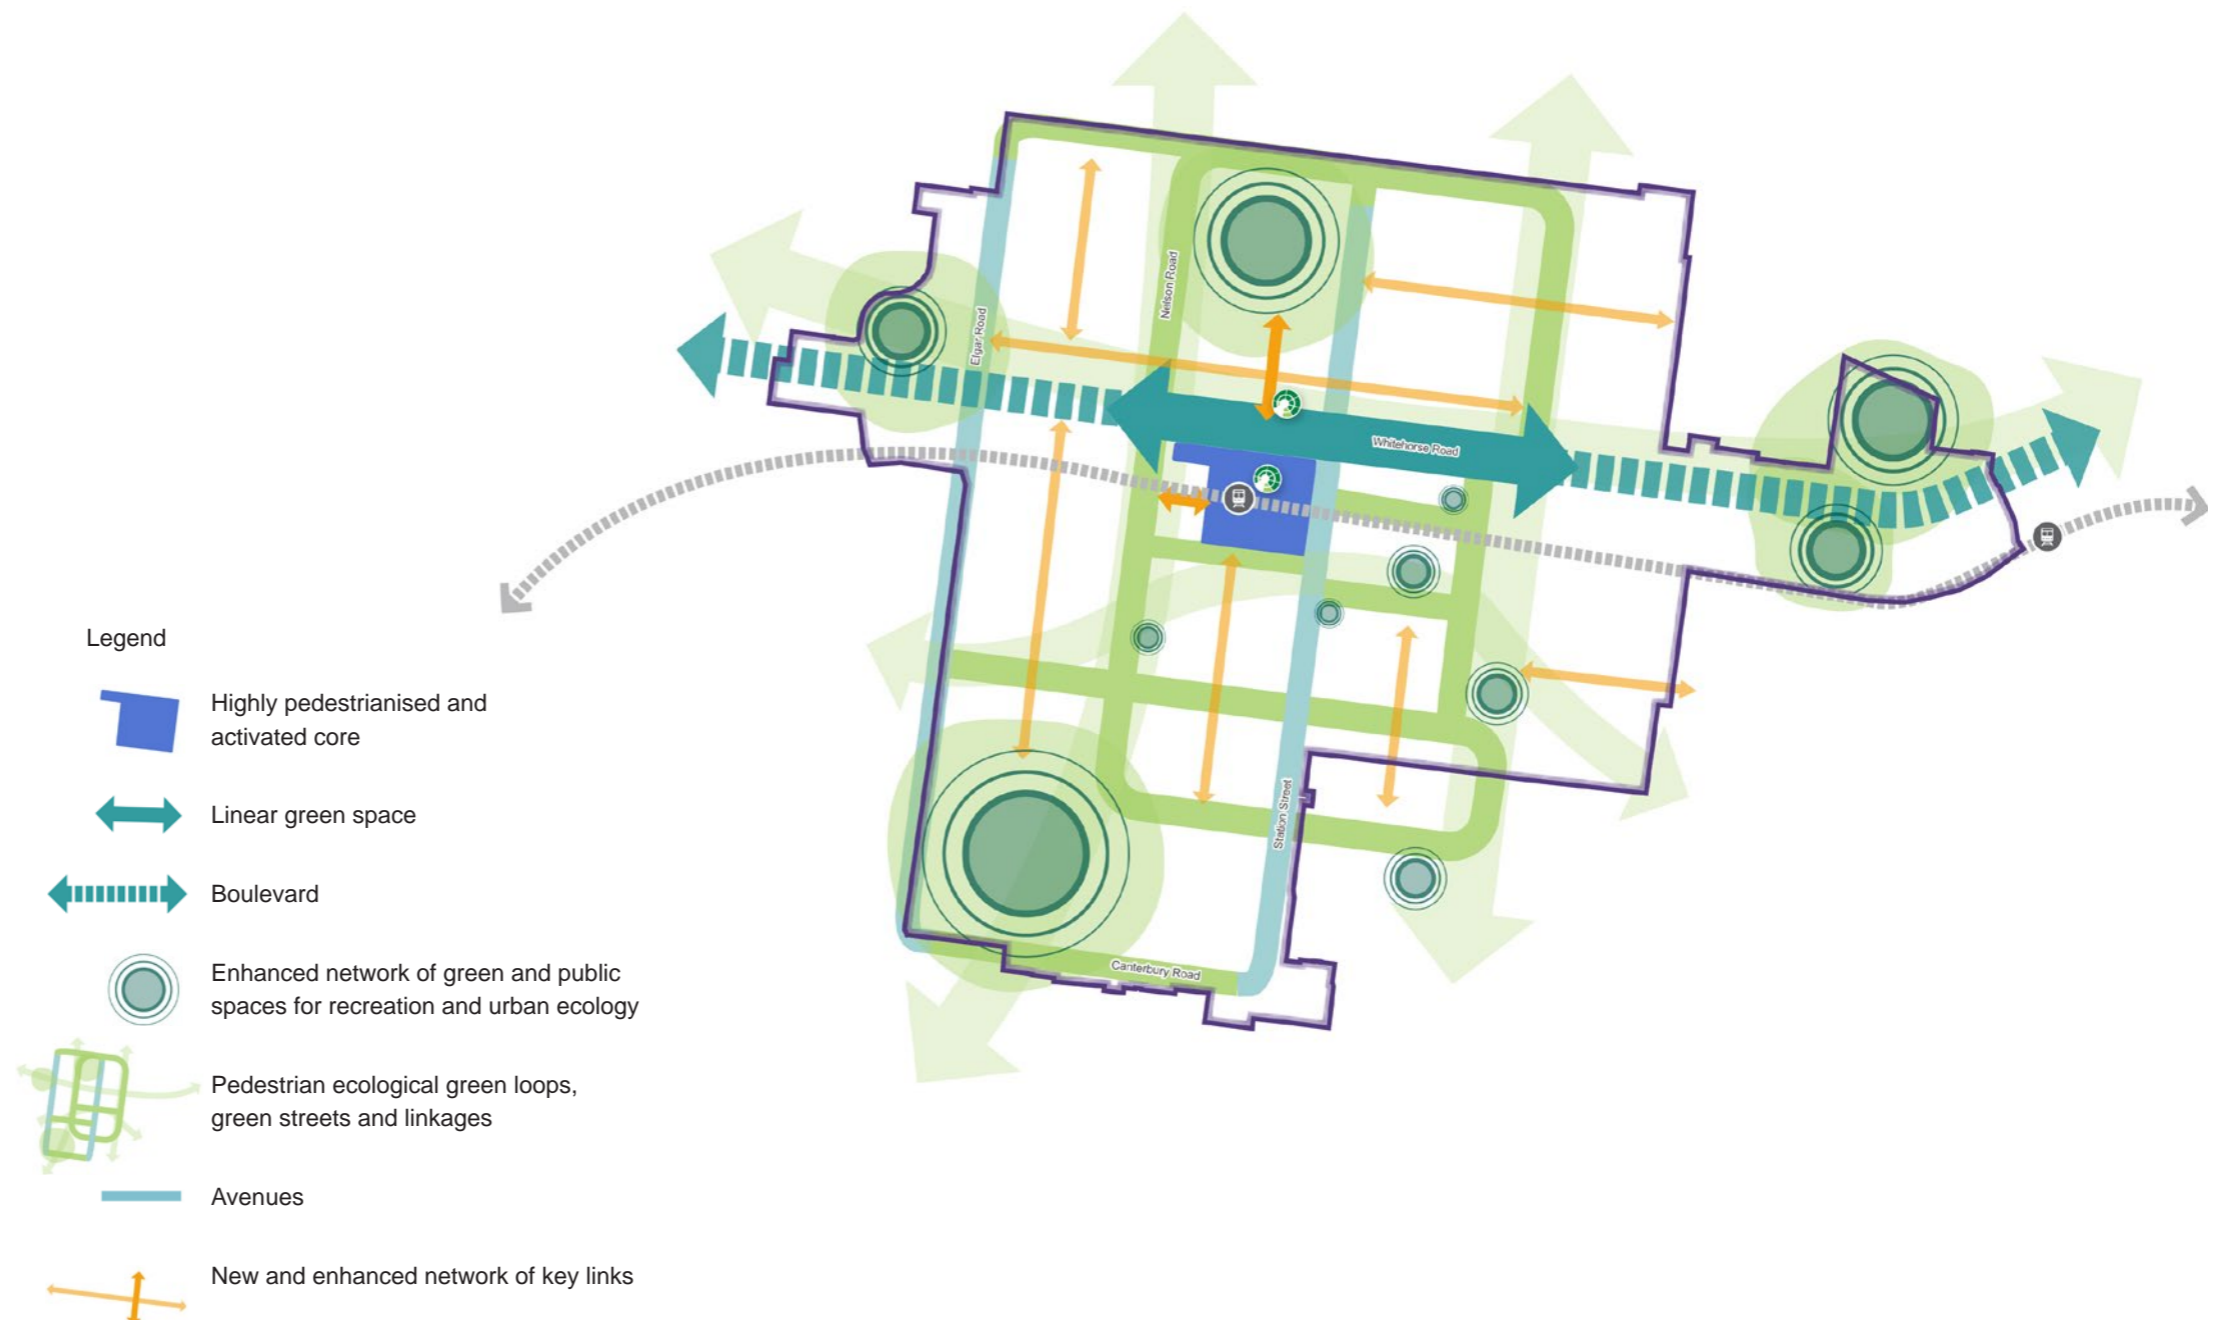 Nelson Road
Elgar Road
Whitehorse Road
Station Street
Canterbury Road
Legend
Highly pedestrianised and
activated core
Linear green space
Boulevard
Enhanced network of green and public
spaces for recreation and urban ecology
Pedestrian ecological green loops,
green streets and linkages
Avenues
New and enhanced network of key links